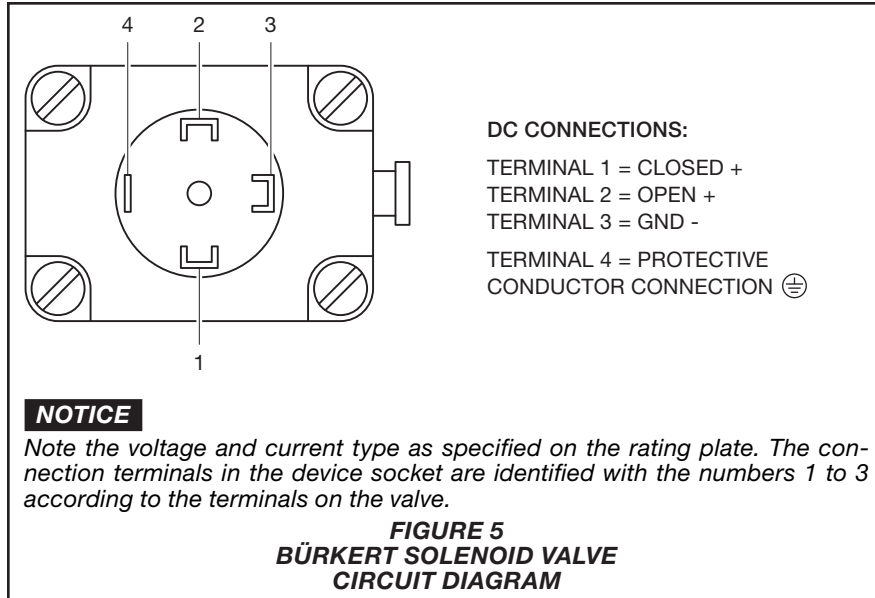 4 2 3
1
DC CONNECTIONS:
TERMINAL 1 = CLOSED +
TERMINAL 2 = OPEN +
TERMINAL 3 = GND -
TERMINAL 4 = PROTECTIVE
CONDUCTOR CONNECTION
NOTICE
Note the voltage and current type as specified on the rating plate. The con-
nection terminals in the device socket are identified with the numbers 1 to 3
according to the terminals on the valve.
FIGURE 5
BÜRKERT SOLENOID VALVE
CIRCUIT DIAGRAM